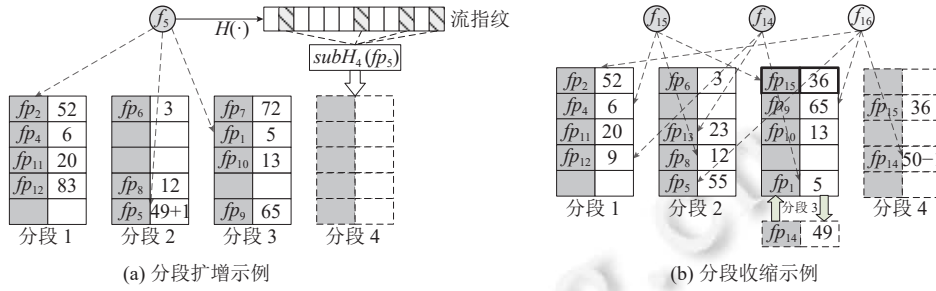 f5
H(·)
流指纹
subH4(fp5)
fp2 52
fp4 6
fp11 20
fp12 83
分段 1
fp6 3
fp8 12
fp5 49+1
分段 2
fp7 72
fp1 5
fp10 13
fp9 65
分段 3
分段 4
(a) 分段扩增示例
f15 f14 f16
fp2 52
fp4 6
fp11 20
fp12 9
分段 1
fp6 3
fp13 23
fp8 12
fp5 55
分段 2
fp15 36
fp9 65
fp10 13
fp1 5
分段 3
fp14 49
fp15 36
fp14 50−
分段 4
(b) 分段收缩示例